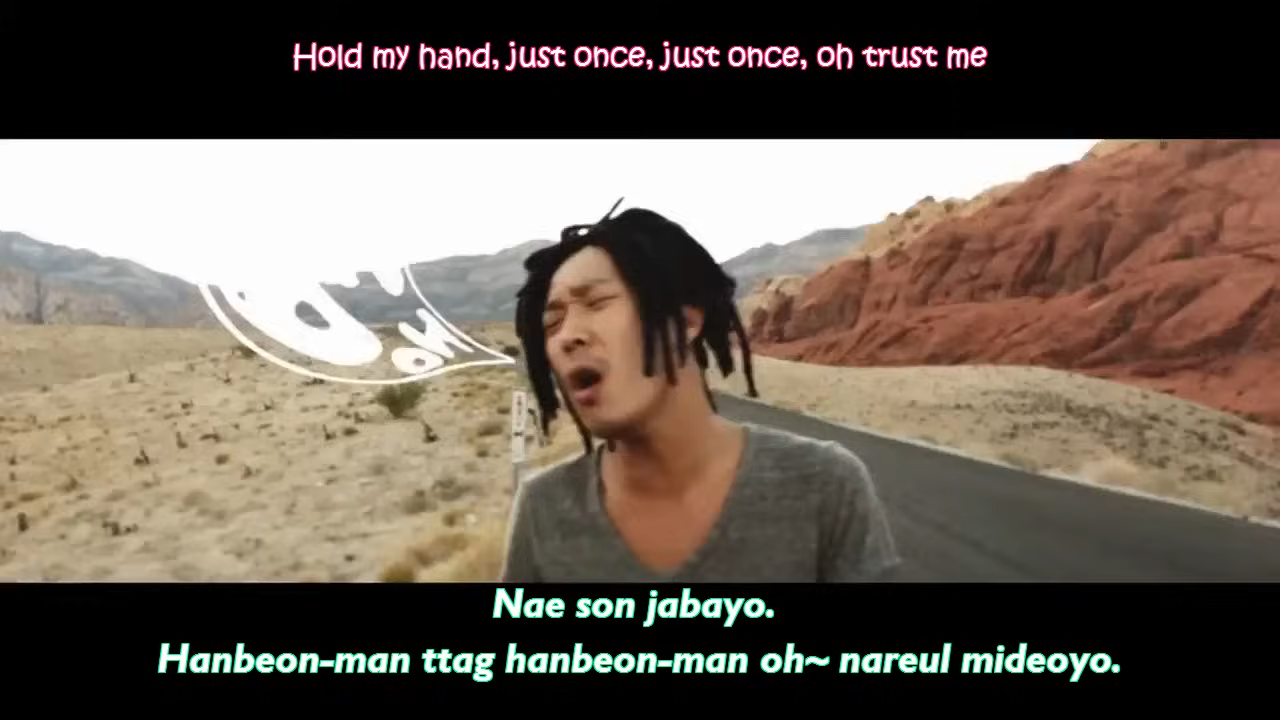 Hold my hand, just once, just once, oh trust me
OH
Nae son jabayo.
Hanbeon-man ttag hanbeon-man oh~ nareul mideoyo.